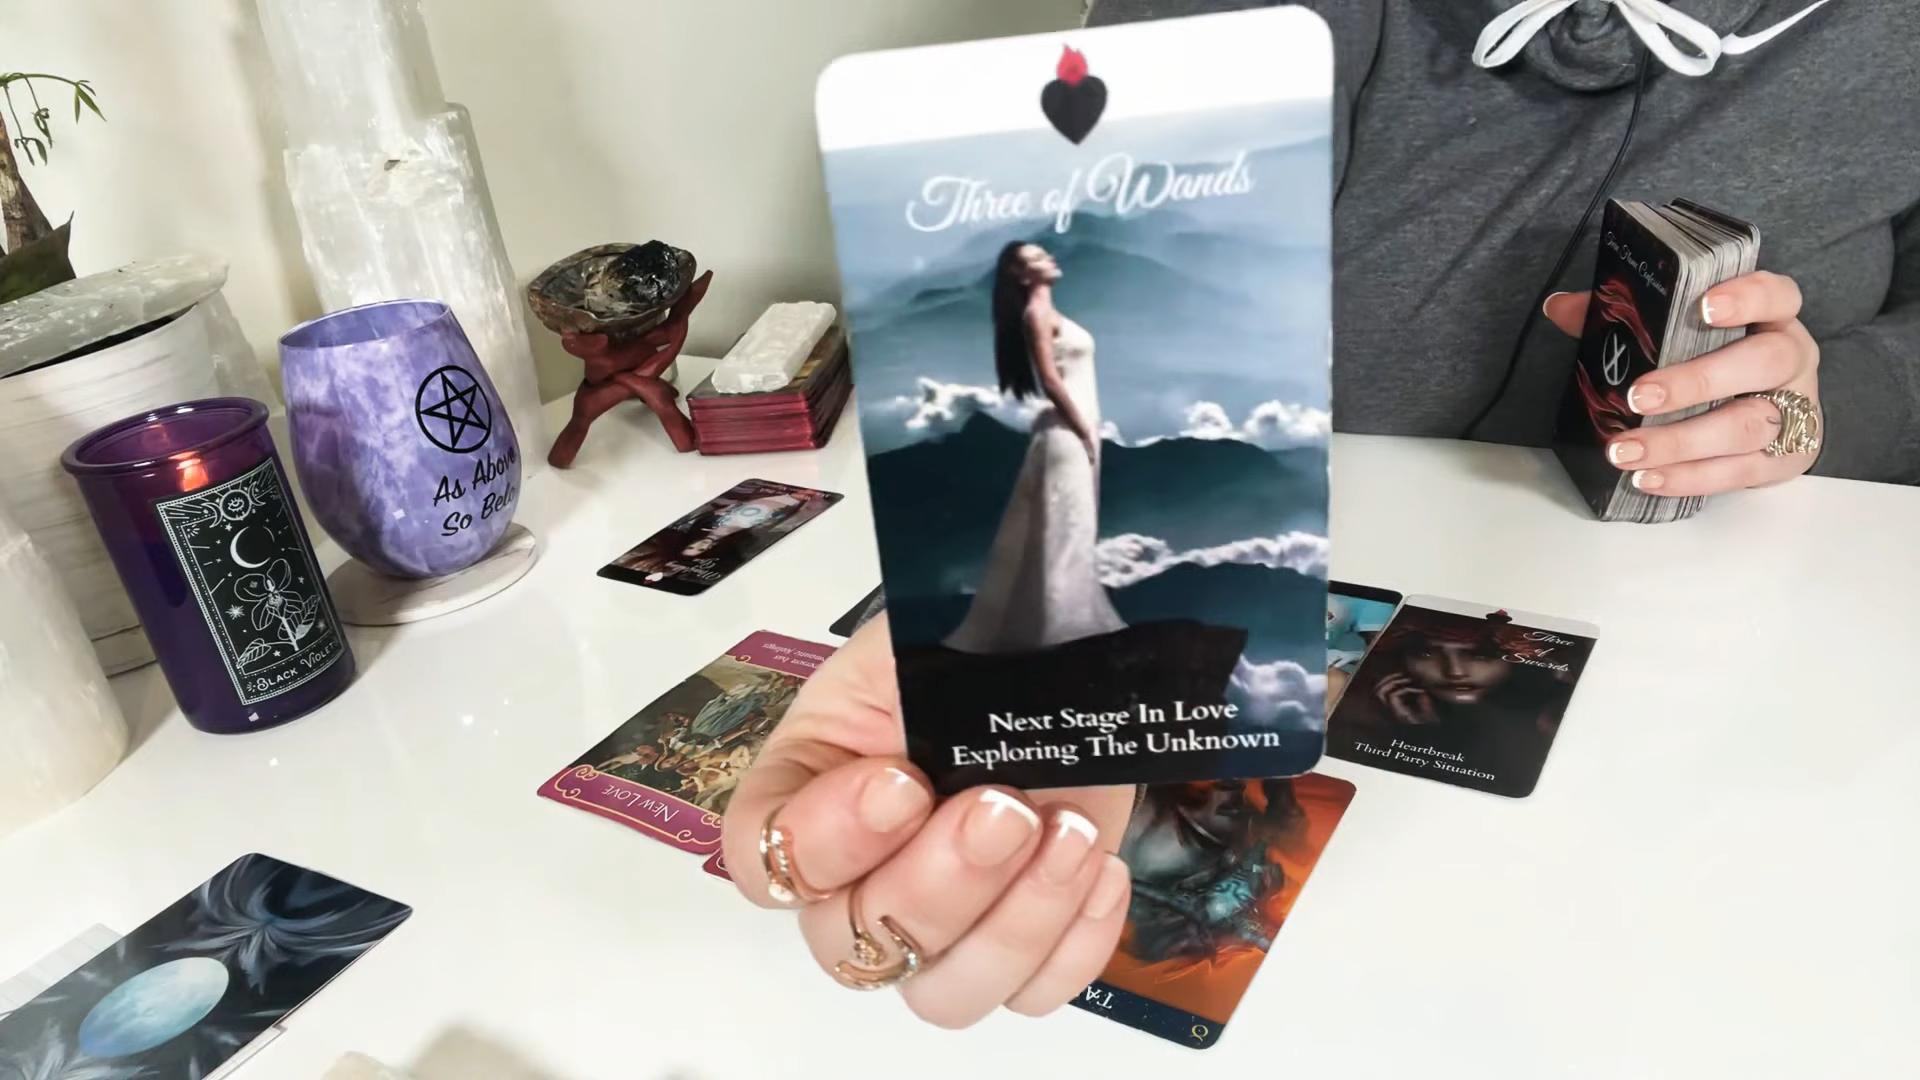 Three of Wands
Next Stage In Love
Exploring The Unknown
As Above
So Belo
Black Violet
New Love
Three
of
Swords
Heartbreak
Third Party Situation